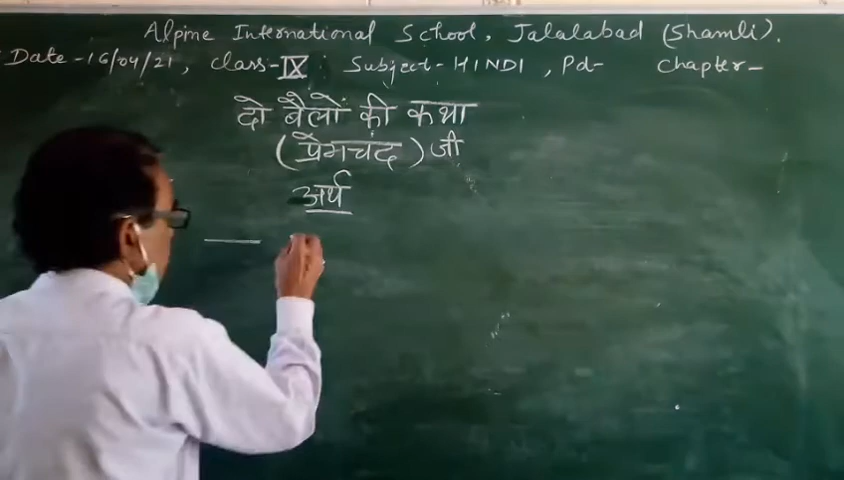 Alpine International School, Jalalabad (Shamli).
Date-16/04/21, class-IX Subject-HINDI, Pd- Chapter-
दो बैलों की कथा
(प्रेमचंद) जी
अर्थ